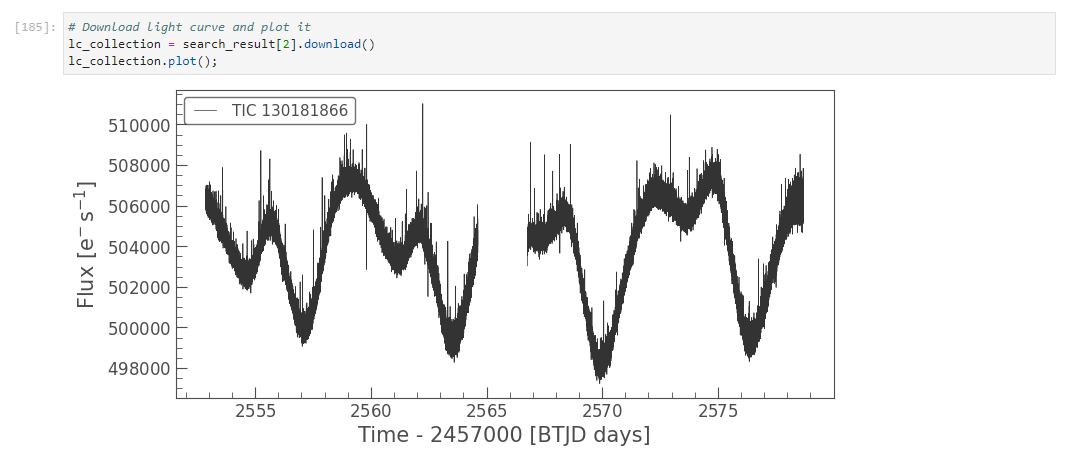 [185]: # Download light curve and plot it
lc_collection = search_result[2].download()
lc_collection.plot();
TIC 130181866
510000
508000
506000
504000
502000
500000
498000
Flux [e⁻ s⁻¹]
2555 2560 2565 2570 2575
Time - 2457000 [BTJD days]